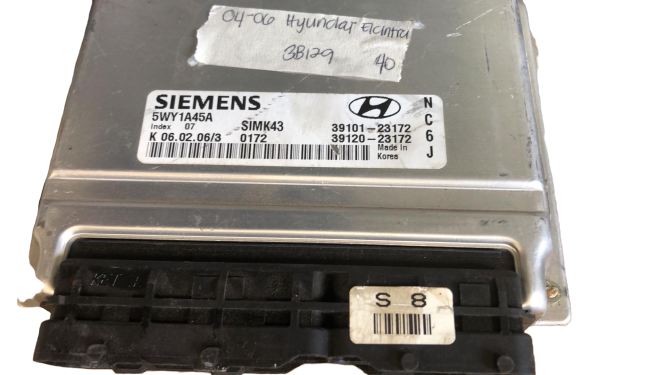 04-06 Hyundai Elantra
3B129 40
SIEMENS
5WY1A45A
Index 07 SIMK43 39101-23172
K 06.02.06/3 0172 39120-23172
Made in
Korea
N
C
6
J
S 8